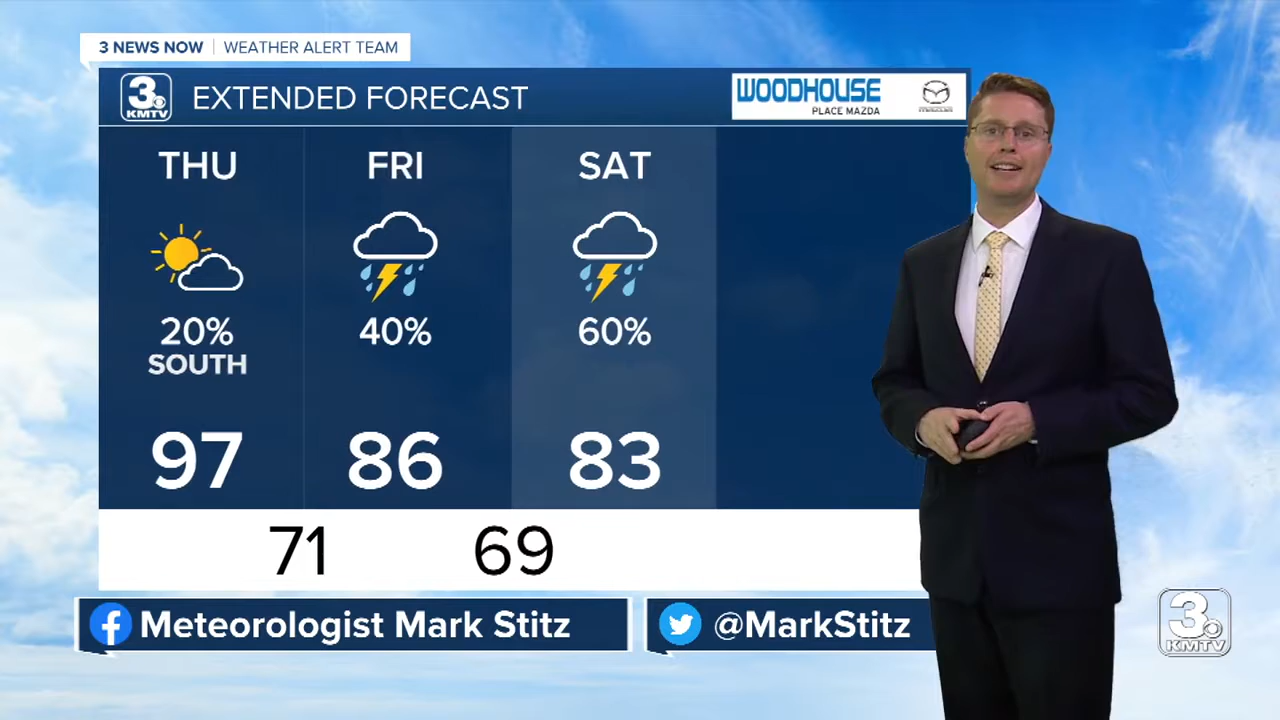 3 NEWS NOW | WEATHER ALERT TEAM
3 KMTV EXTENDED FORECAST
WOODHOUSE
PLACE MAZDA
mazda
THU FRI SAT
20% 40% 60%
SOUTH
97 86 83
71 69
Meteorologist Mark Stitz @MarkStitz
3
KMTV